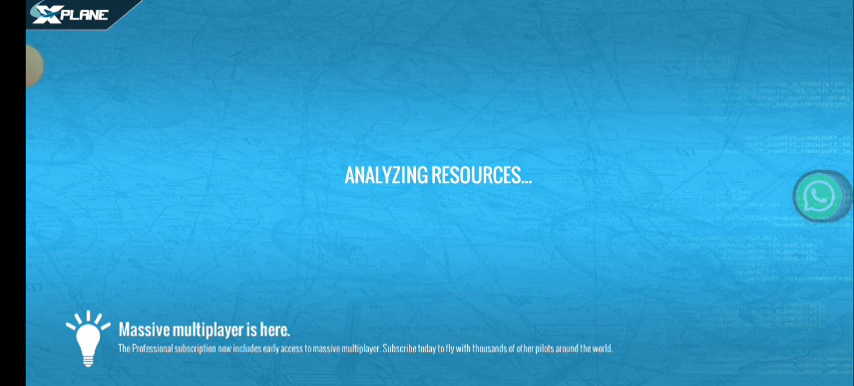 XPLANE
ANALYZING RESOURCES...
Massive multiplayer is here.
The Professional subscription now includes early access to massive multiplayer. Subscribe today to fly with thousands of other pilots around the world.